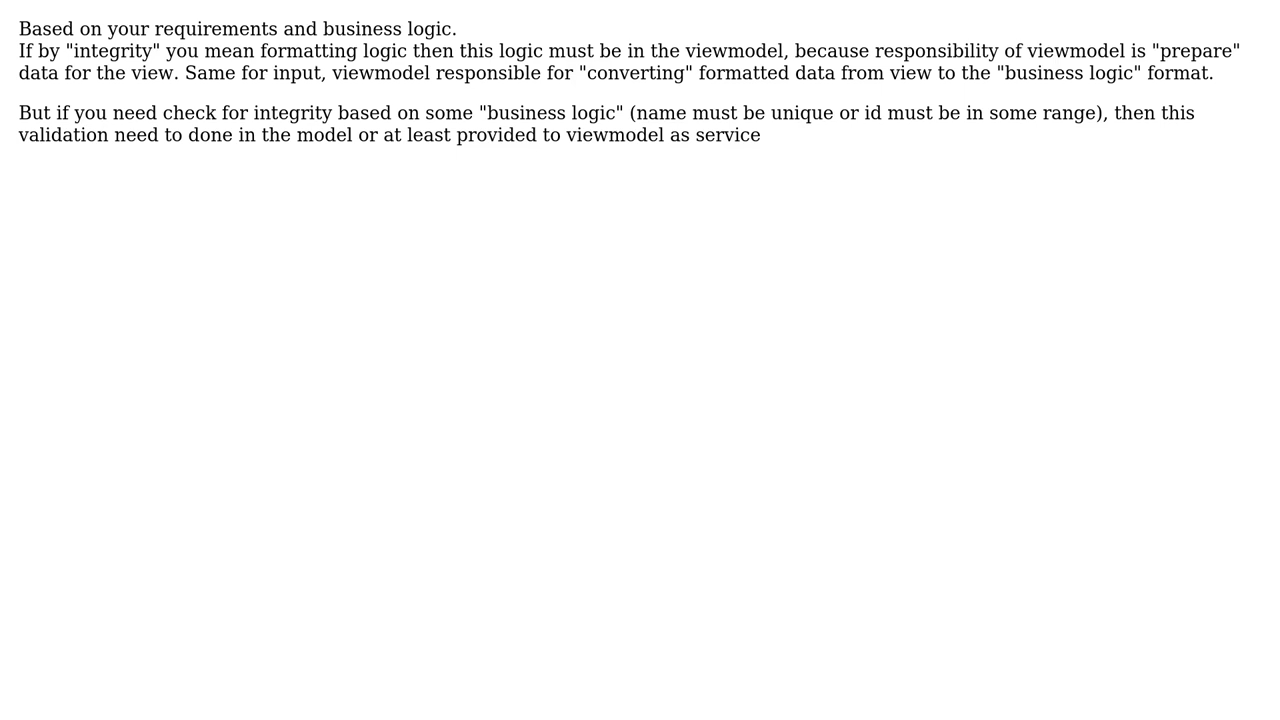 Based on your requirements and business logic.
If by "integrity" you mean formatting logic then this logic must be in the viewmodel, because responsibility of viewmodel is "prepare"
data for the view. Same for input, viewmodel responsible for "converting" formatted data from view to the "business logic" format.
But if you need check for integrity based on some "business logic" (name must be unique or id must be in some range), then this
validation need to done in the model or at least provided to viewmodel as service